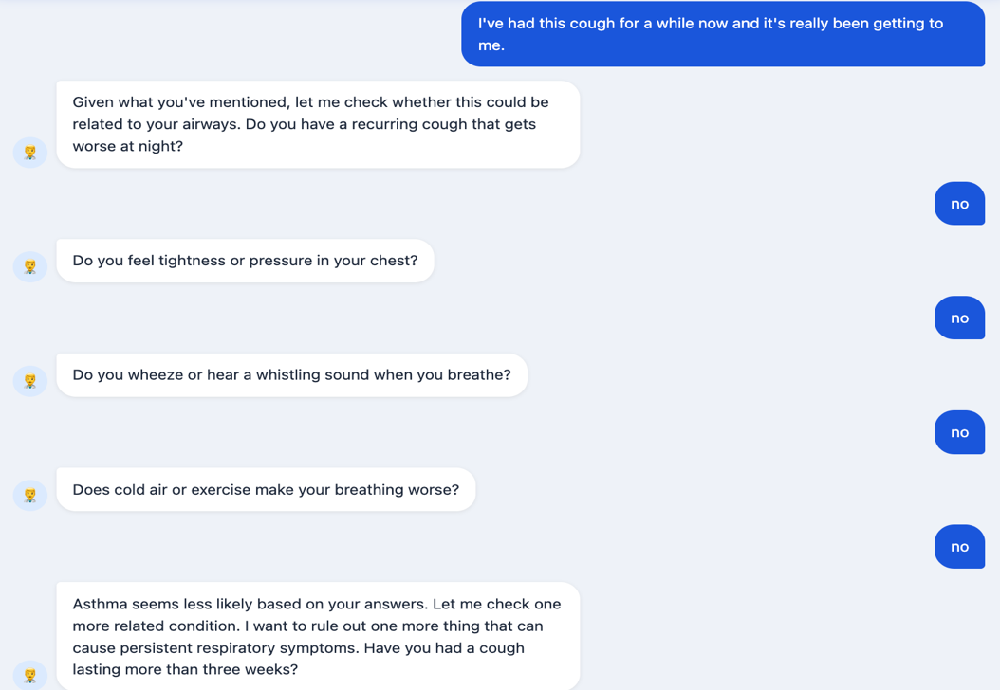 I've had this cough for a while now and it's really been getting to
me.
Given what you've mentioned, let me check whether this could be
related to your airways. Do you have a recurring cough that gets
worse at night?
no
Do you feel tightness or pressure in your chest?
no
Do you wheeze or hear a whistling sound when you breathe?
no
Does cold air or exercise make your breathing worse?
no
Asthma seems less likely based on your answers. Let me check one
more related condition. I want to rule out one more thing that can
cause persistent respiratory symptoms. Have you had a cough
lasting more than three weeks?